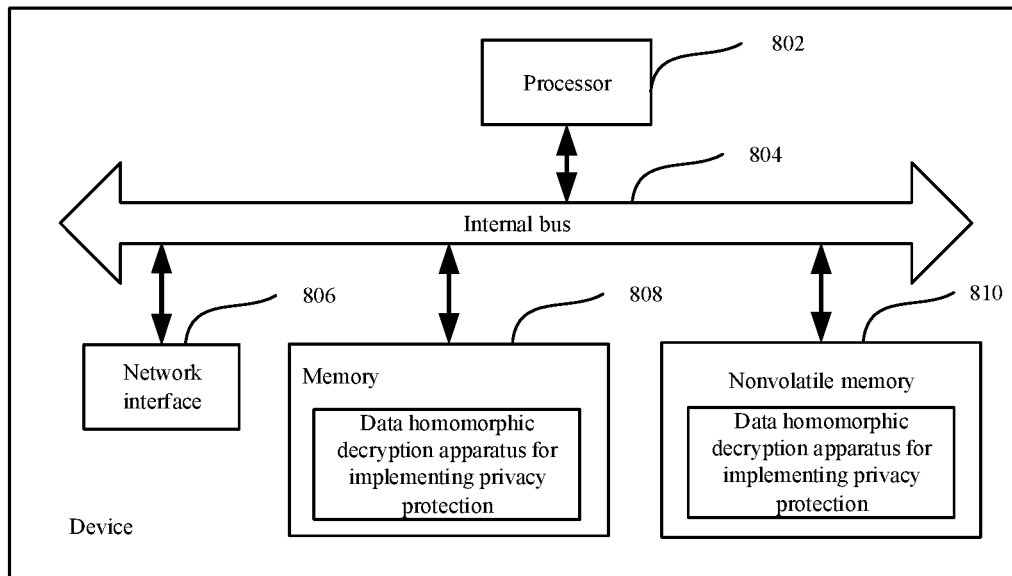 802
Processor
804
Internal bus
806
808
810
Network
interface
Memory
Nonvolatile memory
Data homomorphic
decryption apparatus for
implementing privacy
protection
Data homomorphic
decryption apparatus for
implementing privacy
protection
Device